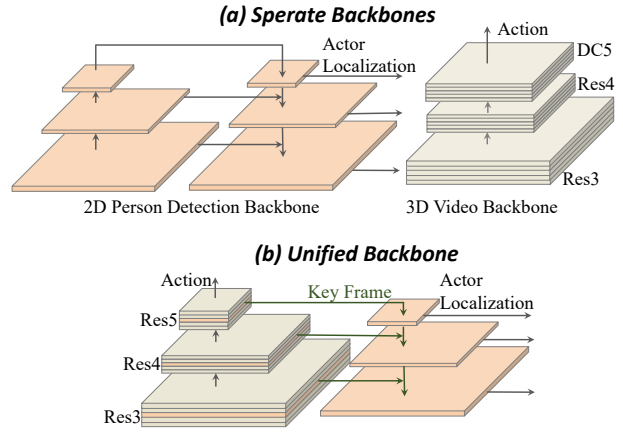 (a) Sperate Backbones
Actor
Localization
Action
DC5
Res4
Res3
2D Person Detection Backbone
3D Video Backbone
(b) Unified Backbone
Action
Key Frame
Actor
Localization
Res5
Res4
Res3